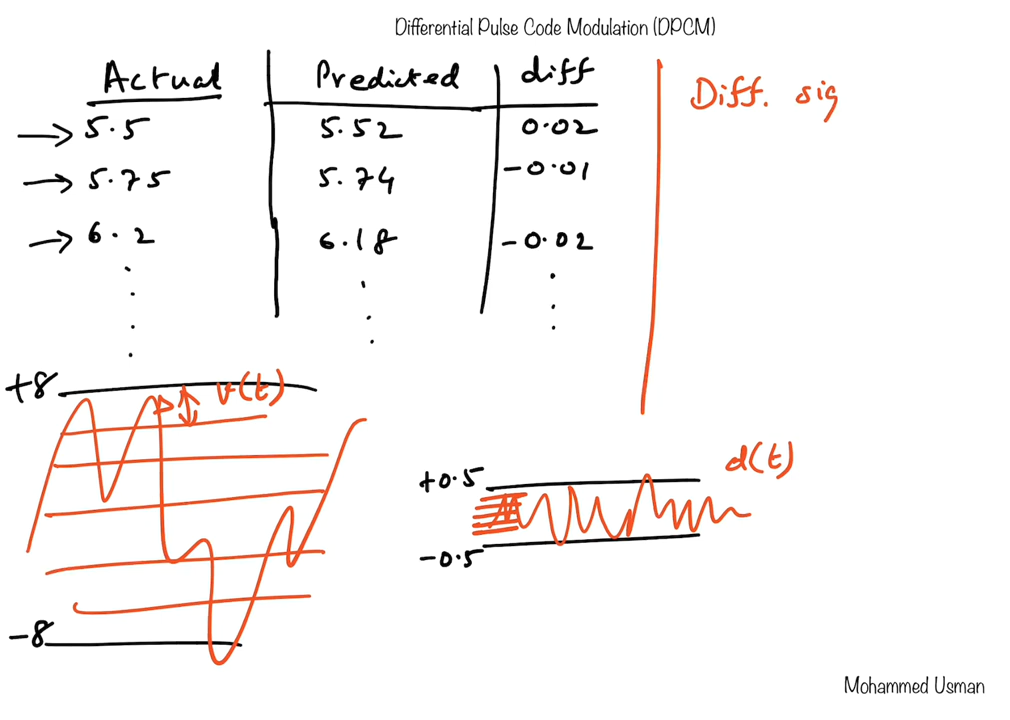 Differential Pulse Code Modulation (DPCM)
Actual Predicted diff Diff. sig
→ 5.5 5.52 0.02
→ 5.75 5.74 -0.01
→ 6.2 6.18 -0.02
+8 v(t)
-8
+0.5 d(t)
-0.5
Mohammed Usman